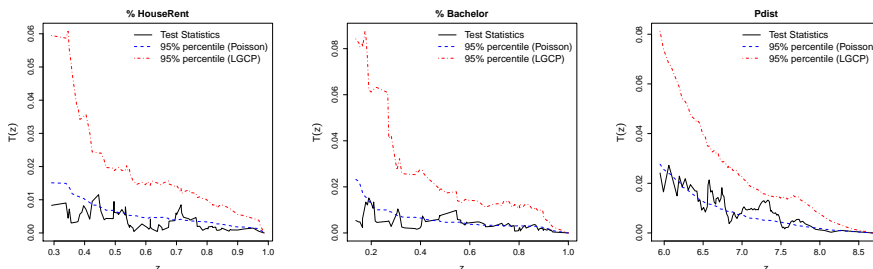 % HouseRent
Test Statistics
95% percentile (Poisson)
95% percentile (LGCP)
T(z)
0.00 0.01 0.02 0.03 0.04 0.05 0.06
0.3 0.4 0.5 0.6 0.7 0.8 0.9 1.0
z
% Bachelor
Test Statistics
95% percentile (Poisson)
95% percentile (LGCP)
T(z)
0.00 0.02 0.04 0.06 0.08
0.2 0.4 0.6 0.8 1.0
z
Pdist
Test Statistics
95% percentile (Poisson)
95% percentile (LGCP)
T(z)
0.00 0.02 0.04 0.06 0.08
6.0 6.5 7.0 7.5 8.0 8.5
z